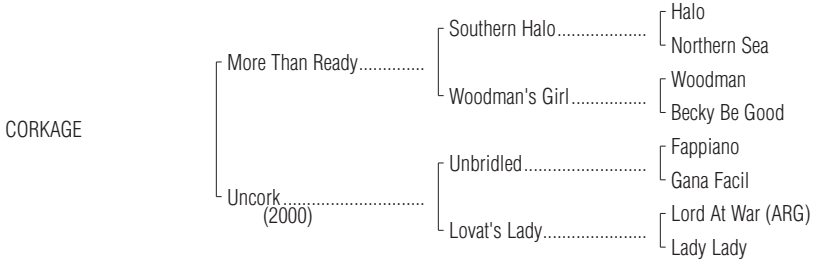 Halo
Southern Halo
Northern Sea
More Than Ready
Woodman
Woodman's Girl
Becky Be Good
CORKAGE
Fappiano
Unbridled
Gana Facil
Uncork
(2000)
Lord At War (ARG)
Lovat's Lady
Lady Lady